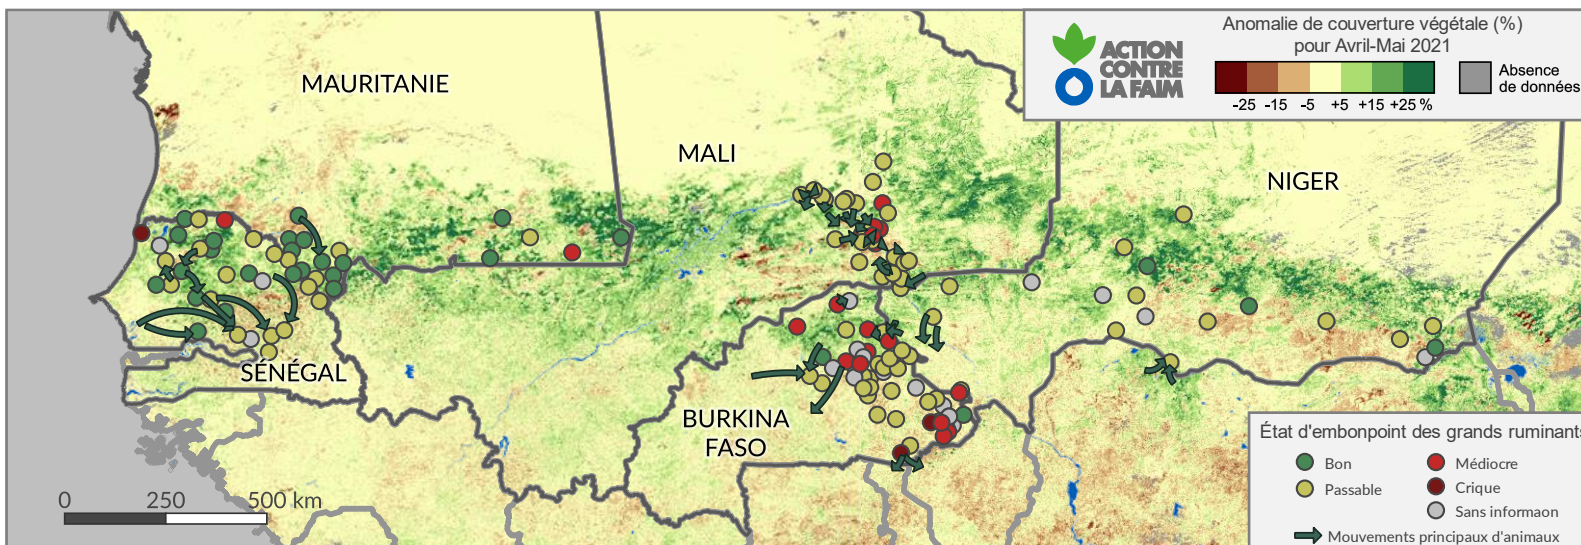 Anomalie de couverture végétale (%)
pour Avril-Mai 2021
ACTION
CONTRE
LA FAIM
-25 -15 -5 +5 +15 +25 %
Absence
de données
MAURITANIE
MALI
NIGER
SÉNÉGAL
BURKINA
FASO
0 250 500 km
État d'embonpoint des grands ruminants
Bon
Passable
Médiocre
Crique
Sans informaon
Mouvements principaux d'animaux